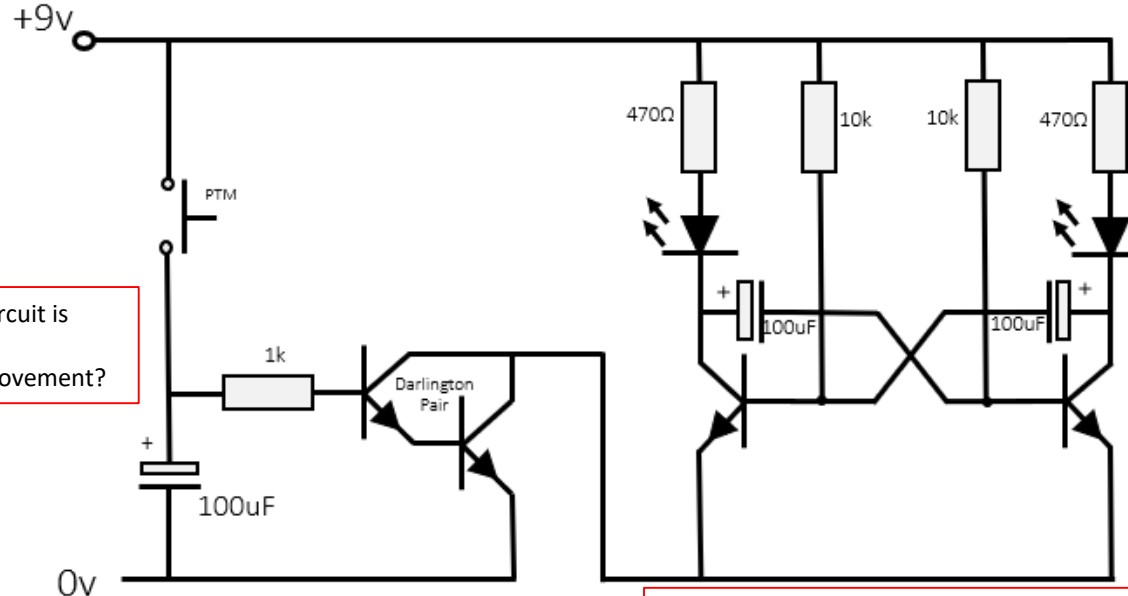 +9v
470Ω
10k
10k
470Ω
PTM
+
+
rcuit is
100uF
100uF
ovement?
1k
Darlington
Pair
+
100uF
0v